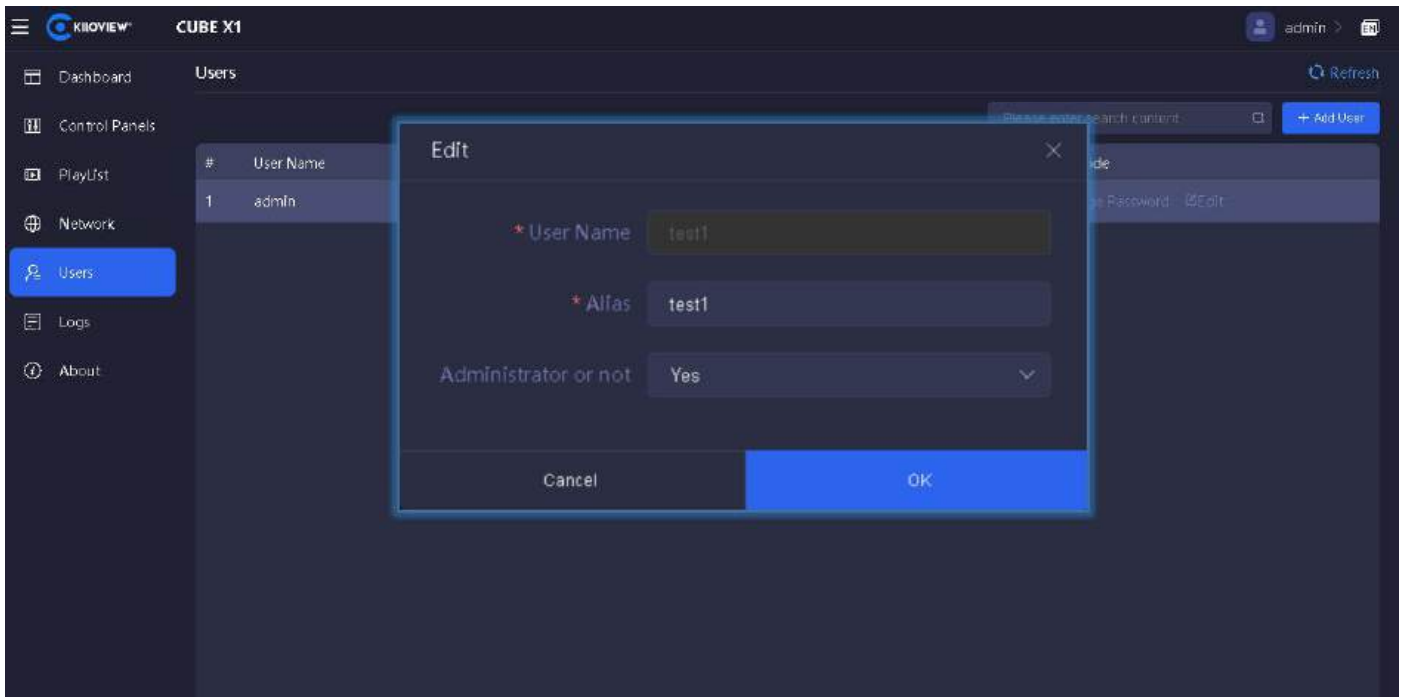 KILOVIEW CUBE X1 admin EN
Dashboard
Users
Refresh
Control Panels
Please enter search content
+ Add User
Edit
# User Name
PlayList
1 admin
Password Edit
Network
* User Name test1
Users
* Alias test1
Logs
About
Administrator or not Yes
Cancel OK